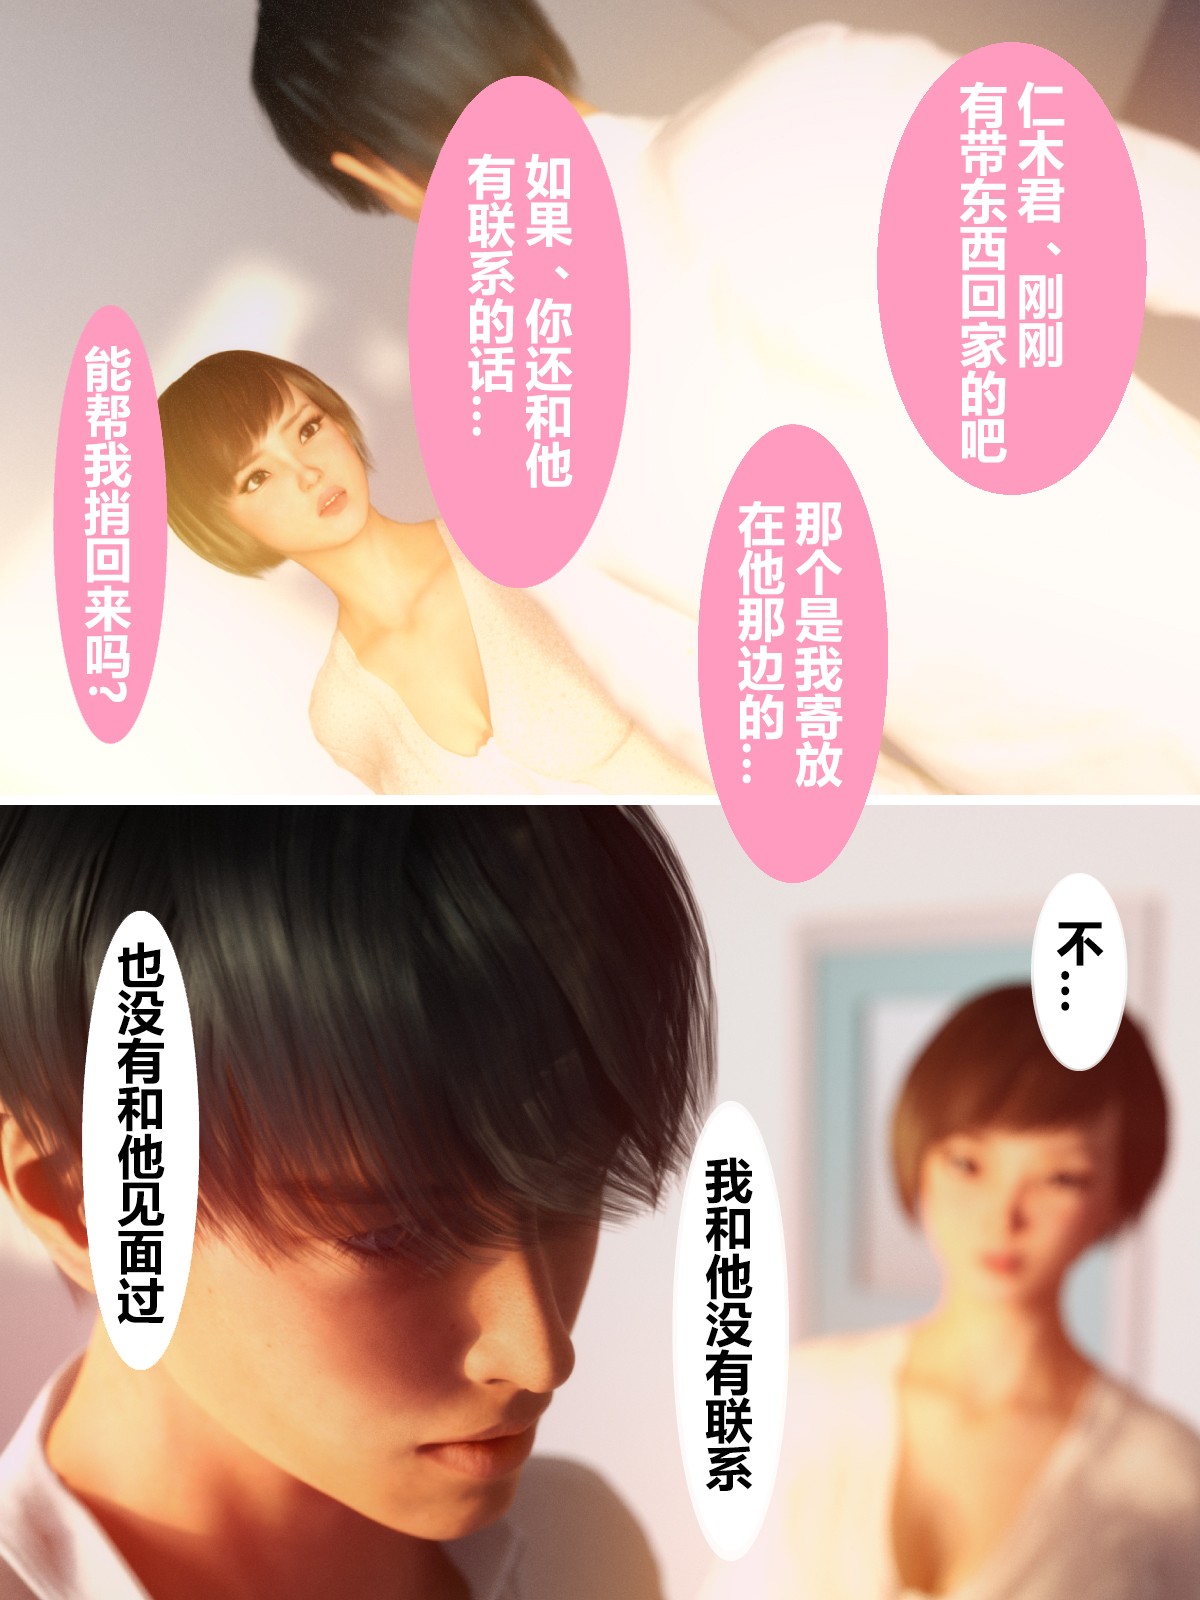 仁木君、刚刚
有带东西回家的吧
那个是我寄放
在他那边的…
如果、你还和他
有联系的话…
能帮我捎回来吗?
不…
我和他没有联系
也没有和他见面过